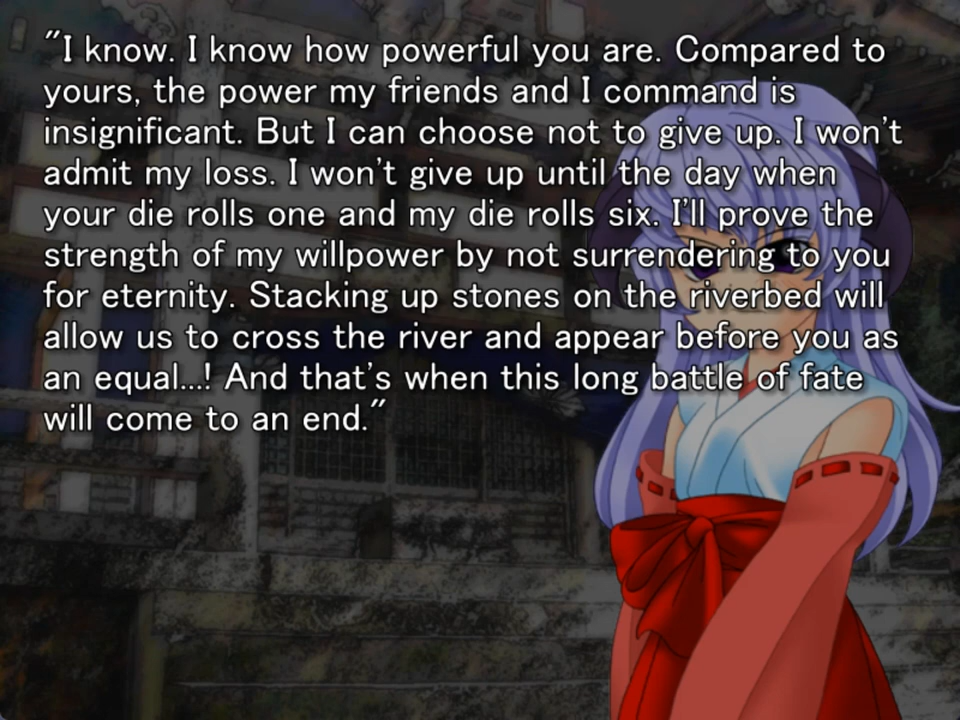 "I know. I know how powerful you are. Compared to
yours, the power my friends and I command is
insignificant. But I can choose not to give up. I won't
admit my loss. I won't give up until the day when
your die rolls one and my die rolls six. I'll prove the
strength of my willpower by not surrendering to you
for eternity. Stacking up stones on the riverbed will
allow us to cross the river and appear before you as
an equal...! And that's when this long battle of fate
will come to an end."